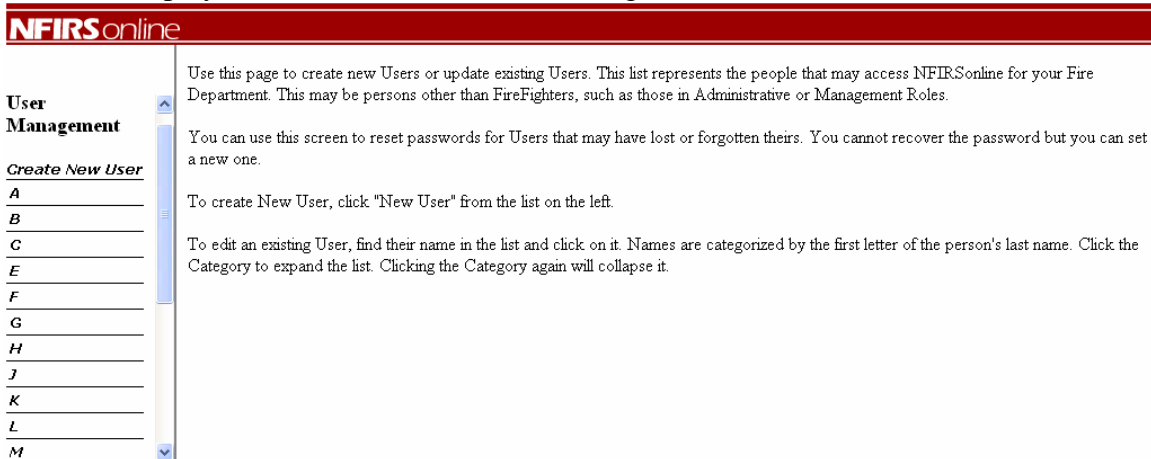 NFIRSonline
User
Management
Create New User
A
B
C
E
F
G
H
J
K
L
M
Use this page to create new Users or update existing Users. This list represents the people that may access NFIRSonline for your Fire
Department. This may be persons other than FireFighters, such as those in Administrative or Management Roles.
You can use this screen to reset passwords for Users that may have lost or forgotten theirs. You cannot recover the password but you can set
a new one.
To create New User, click "New User" from the list on the left.
To edit an existing User, find their name in the list and click on it. Names are categorized by the first letter of the person's last name. Click the
Category to expand the list. Clicking the Category again will collapse it.